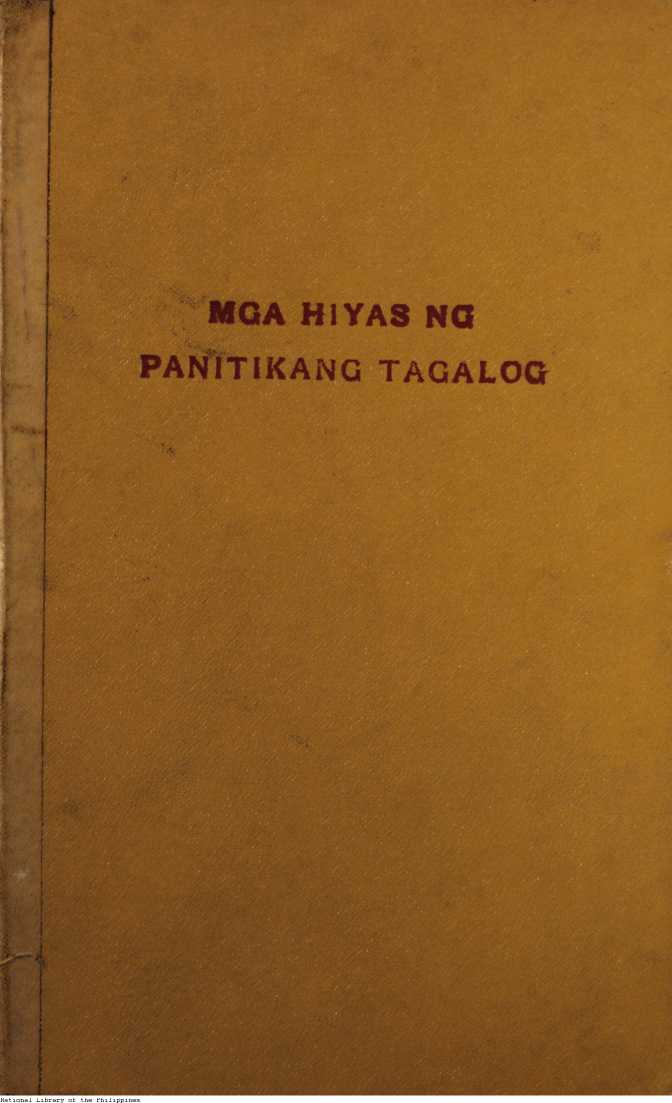 MGA HIYAS NG
PANITIKANG TAGALOG
National Library of the Philippines